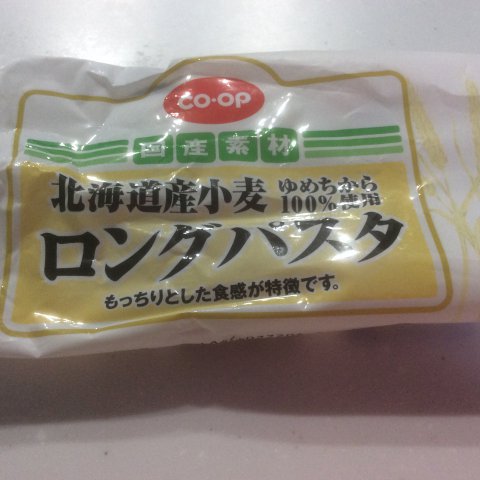 CO·OP
国産素材
北海道産小麦 ゆめちから
100%使用
ロングパスタ
もっちりとした食感が特徴です。